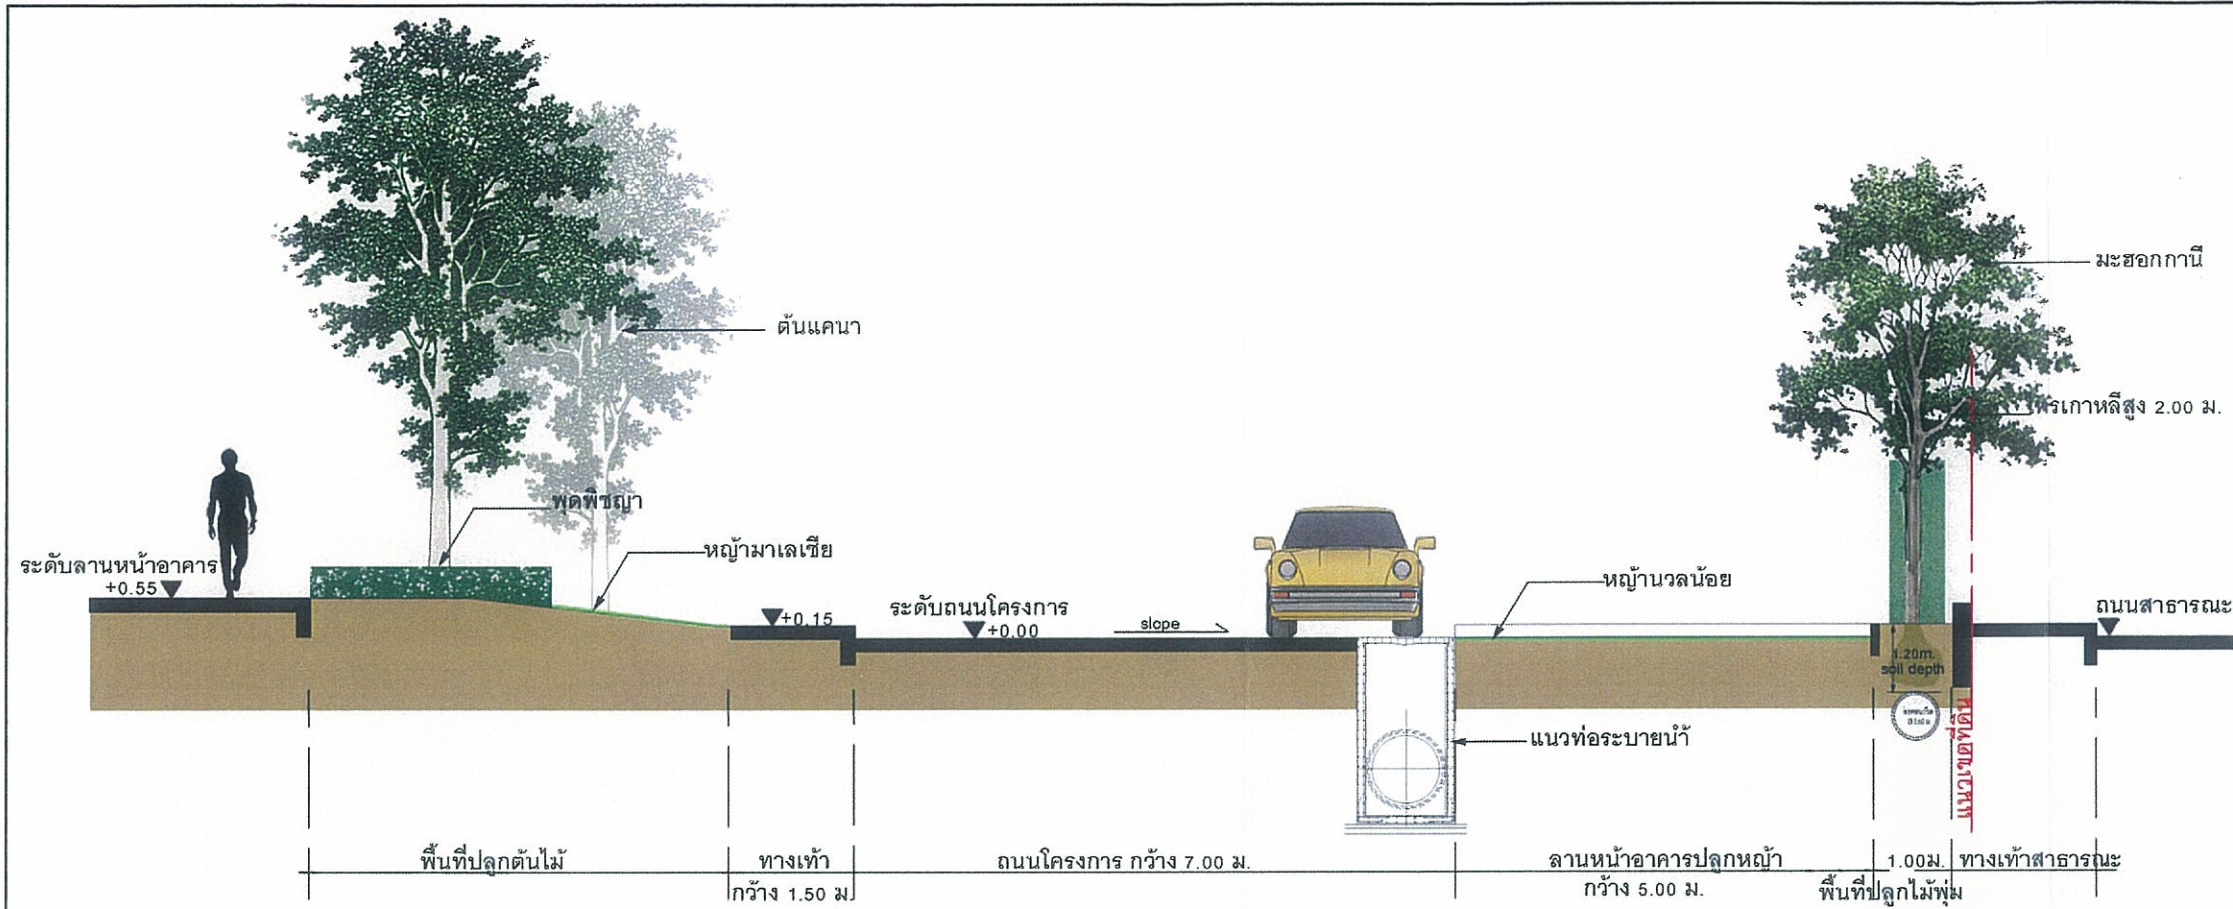 มะฮอกกานี
ต้นแคนา
รเกาหลีสูง 2.00 ม.
พุดพิชญา
หญ้ามาเลเซีย
ระดับลานหน้าอาคาร
+0.55
หญ้านวลน้อย
ระดับถนนโครงการ
+0.00
+0.15
slope
ถนนสาธารณะ
1.20m.
soil depth
แนวท่อระบายน้ำ
แนวเขตที่ดิน
พื้นที่ปลูกต้นไม้
ทางเท้า
กว้าง 1.50 ม.
ถนนโครงการ กว้าง 7.00 ม.
ลานหน้าอาคารปลูกหญ้า
กว้าง 5.00 ม.
1.00ม.
พื้นที่ปลูกไม้พุ่ม
ทางเท้าสาธารณะ